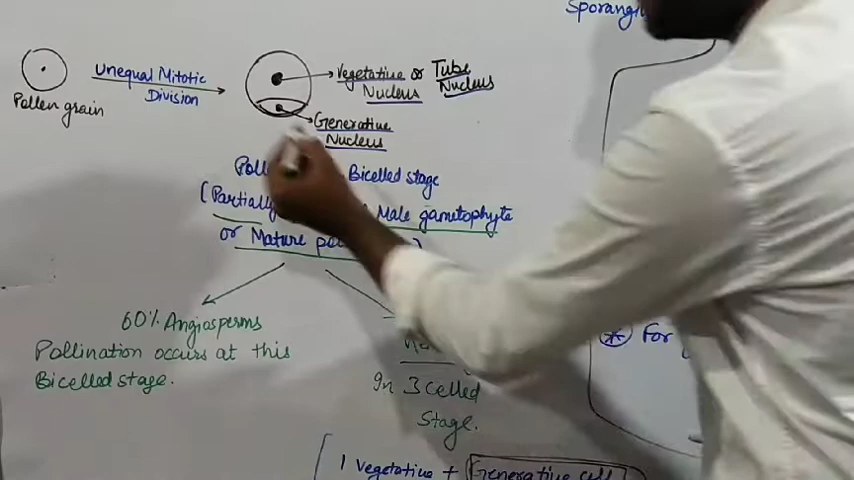 Sporangiu
Pollen grain
Unequal Mitotic
Division
Vegetative or Tube
Nucleus Nucleus
Generative
Nucleus
Bicelled stage
(Partially Male gametophyte
or Mature
60% Angiosperms
Pollination occurs at this
Bicelled stage.
In 3 celled
Stage.
* For
[ 1 vegetative + Generative cell